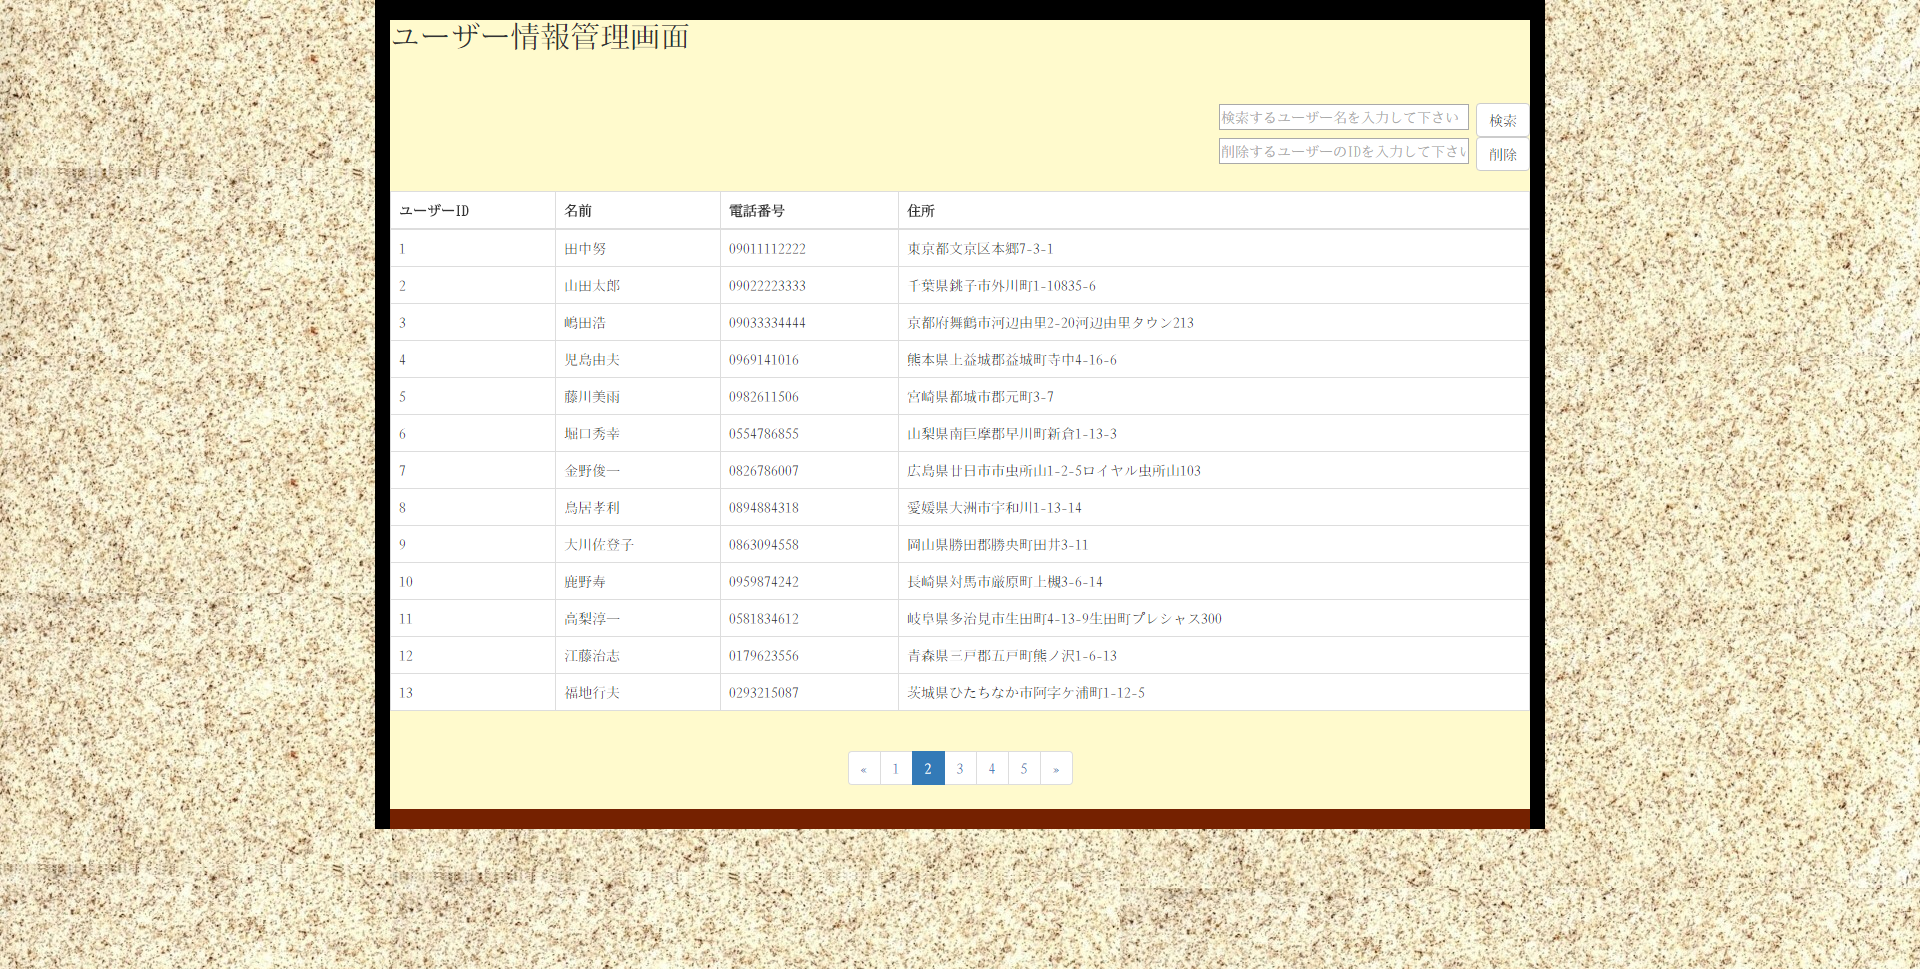 ユーザー情報管理画面
検索するユーザー名を入力して下さい 検索
削除するユーザーのIDを入力して下さい 削除
ユーザーID 名前 電話番号 住所
1 田中努 09011112222 東京都文京区本郷7-3-1
2 山田太郎 09022223333 千葉県銚子市外川町1-10835-6
3 嶋田浩 09033334444 京都府舞鶴市河辺由里2-20河辺由里タウン213
4 児島由夫 0969141016 熊本県上益城郡益城町寺中4-16-6
5 藤川美雨 0982611506 宮崎県都城市郡元町3-7
6 堀口秀幸 0554786855 山梨県南巨摩郡早川町新倉1-13-3
7 金野俊一 0826786007 広島県廿日市市虫所山1-2-5ロイヤル虫所山103
8 鳥居孝利 0894884318 愛媛県大洲市宇和川1-13-14
9 大川佐登子 0863094558 岡山県勝田郡勝央町田井3-11
10 鹿野寿 0959874242 長崎県対馬市厳原町上槻3-6-14
11 高梨淳一 0581834612 岐阜県多治見市生田町4-13-9生田町プレシャス300
12 江藤治志 0179623556 青森県三戸郡五戸町熊ノ沢1-6-13
13 福地行夫 0293215087 茨城県ひたちなか市阿字ケ浦町1-12-5
« 1 2 3 4 5 »